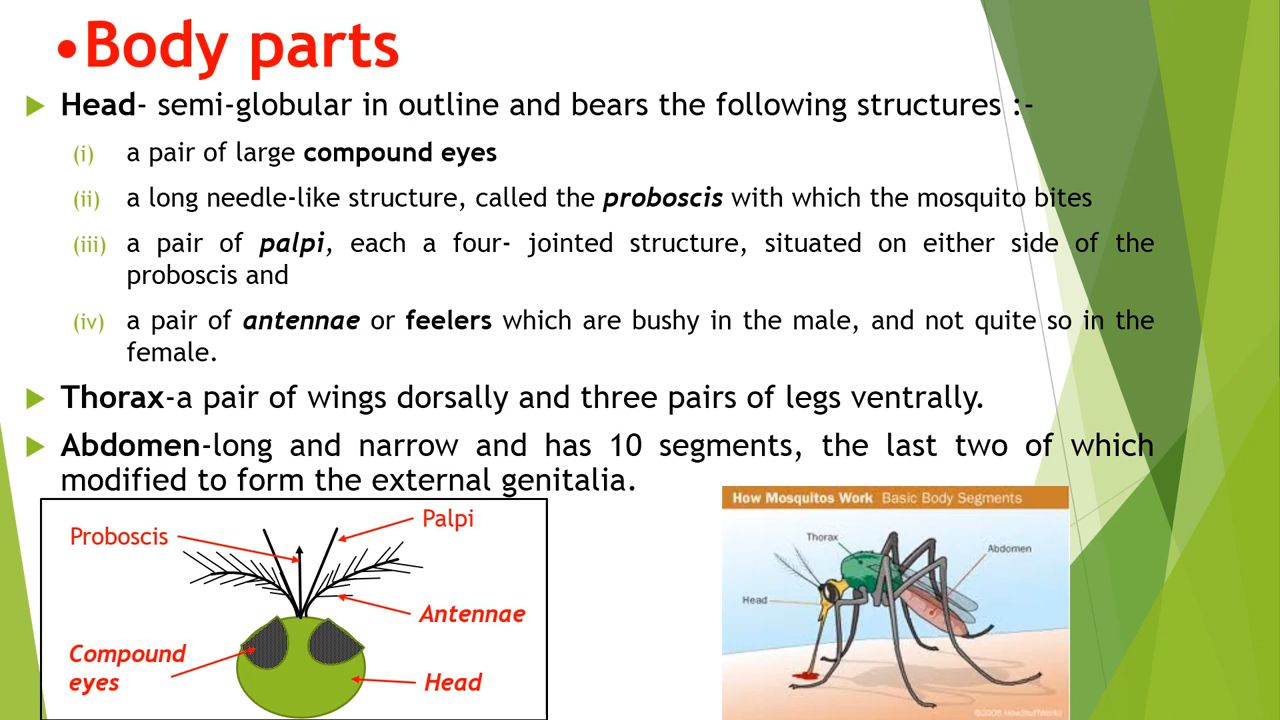 •Body parts
Head- semi-globular in outline and bears the following structures :-
(i) a pair of large compound eyes
(ii) a long needle-like structure, called the proboscis with which the mosquito bites
(iii) a pair of palpi, each a four- jointed structure, situated on either side of the
proboscis and
(iv) a pair of antennae or feelers which are bushy in the male, and not quite so in the
female.
Thorax-a pair of wings dorsally and three pairs of legs ventrally.
Abdomen-long and narrow and has 10 segments, the last two of which
modified to form the external genitalia.
Proboscis
Palpi
Antennae
Compound
eyes
Head
How Mosquitos Work Basic Body Segments
Thorax
Abdomen
Head
©2008 HowStuffWorks